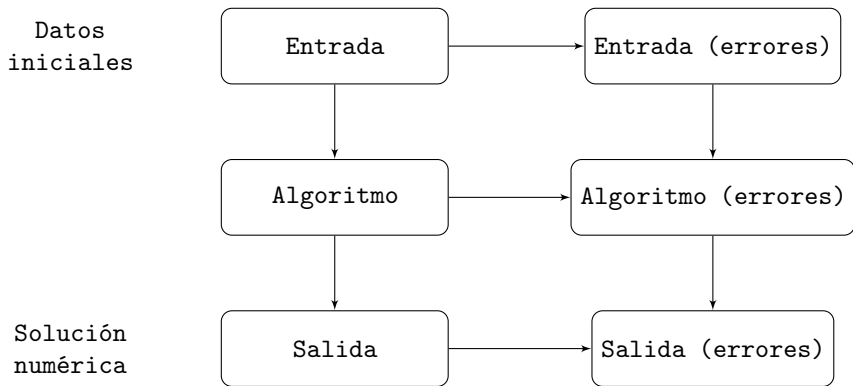 Datos
iniciales
Entrada
Entrada (errores)
Algoritmo
Algoritmo (errores)
Solución
numérica
Salida
Salida (errores)